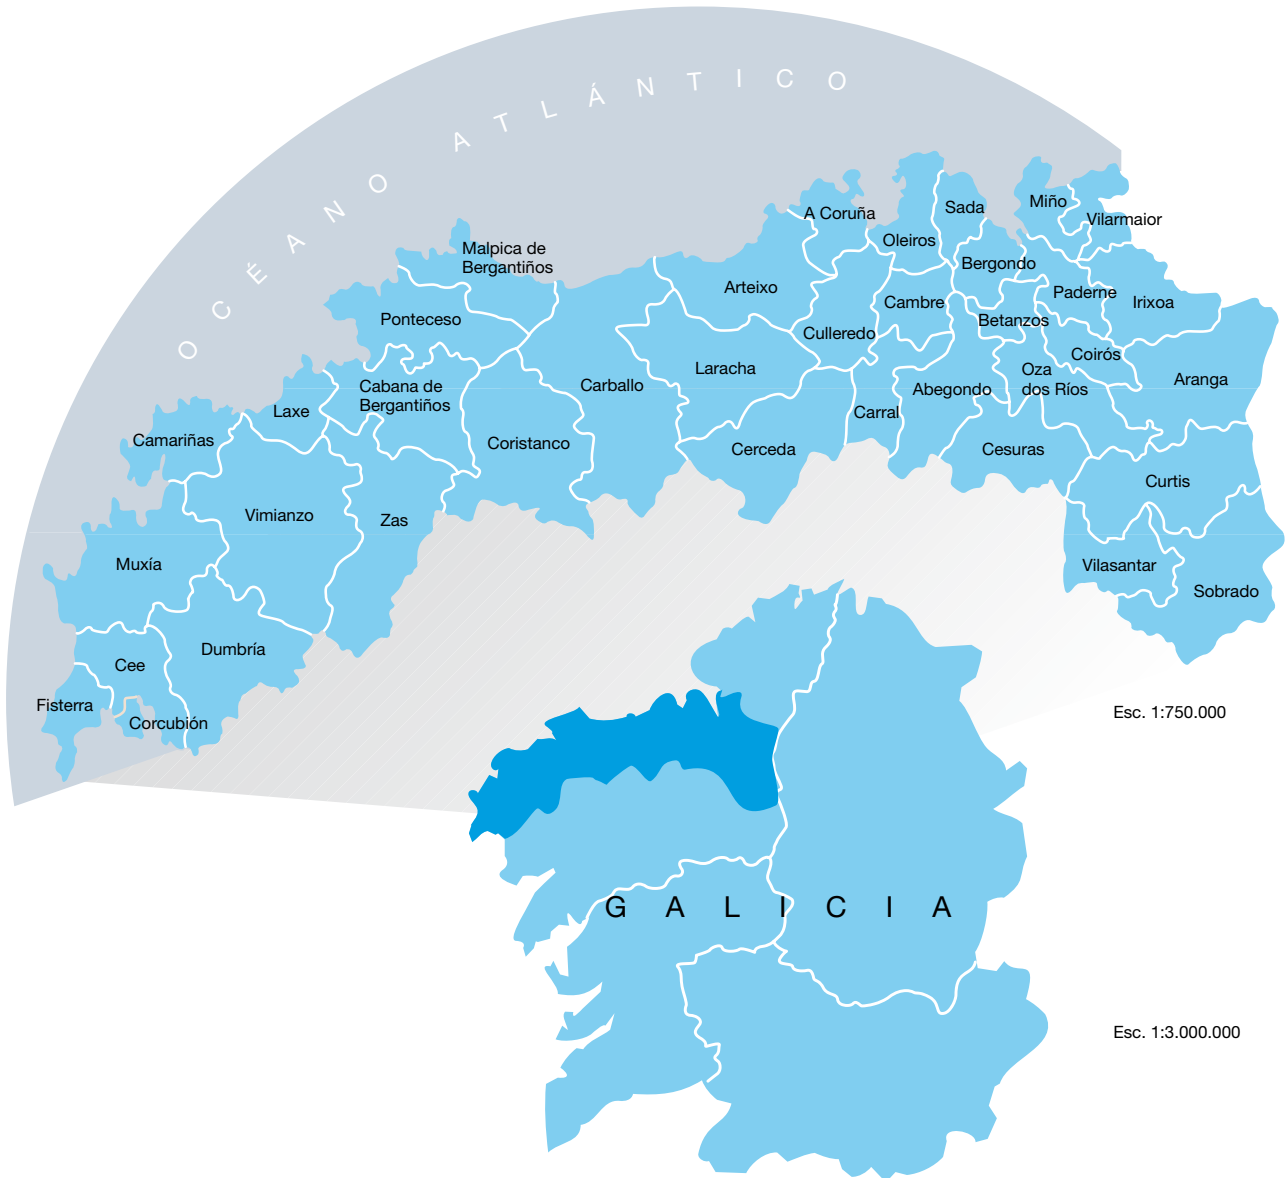 OCÉANO ATLÁNTICO
A Coruña
Sada
Miño
Vilarmaior
Oleiros
Malpica de
Bergantiños
Bergondo
Arteixo
Paderne
Irixoa
Cambre
Ponteceso
Betanzos
Culleredo
Coirós
Laracha
Oza
dos Ríos
Aranga
Cabana de
Bergantiños
Carballo
Abegondo
Laxe
Carral
Camariñas
Coristanco
Cerceda
Cesuras
Curtis
Vimianzo
Zas
Muxía
Vilasantar
Sobrado
Dumbría
Cee
Fisterra
Corcubión
Esc. 1:750.000
GALICIA
Esc. 1:3.000.000